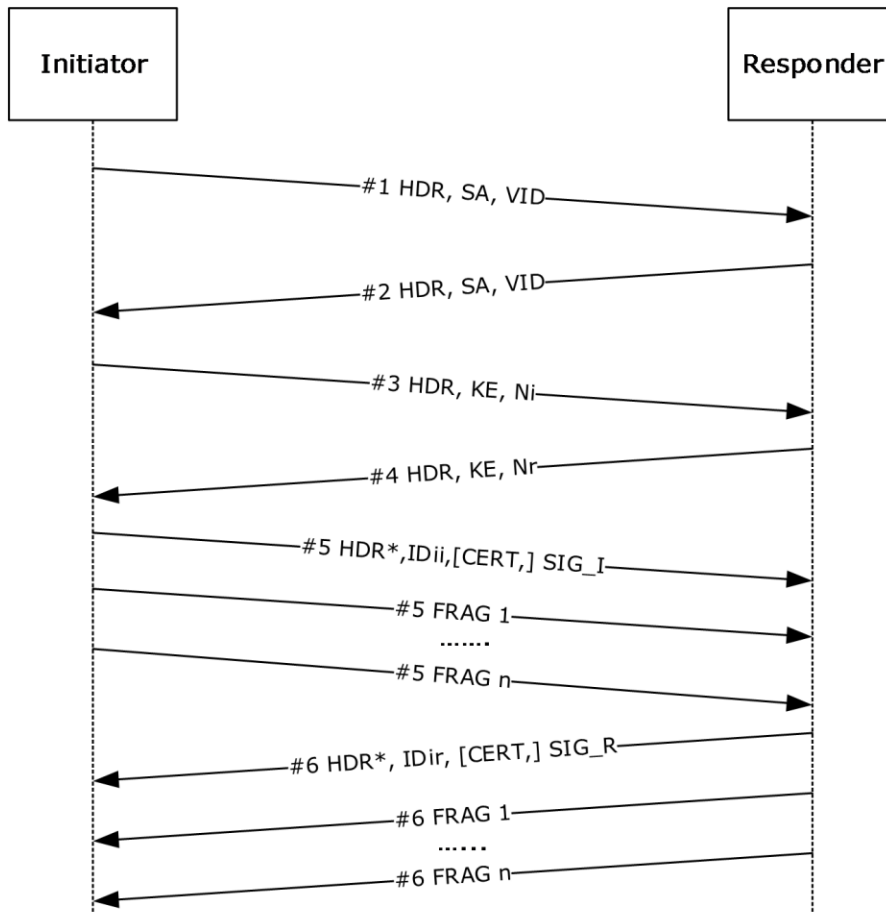 Initiator
Responder
#1 HDR, SA, VID
#2 HDR, SA, VID
#3 HDR, KE, Ni
#4 HDR, KE, Nr
#5 HDR*,IDii,[CERT,] SIG_I
#5 FRAG 1
.......
#5 FRAG n
#6 HDR*, IDir, [CERT,] SIG_R
#6 FRAG 1
.......
#6 FRAG n